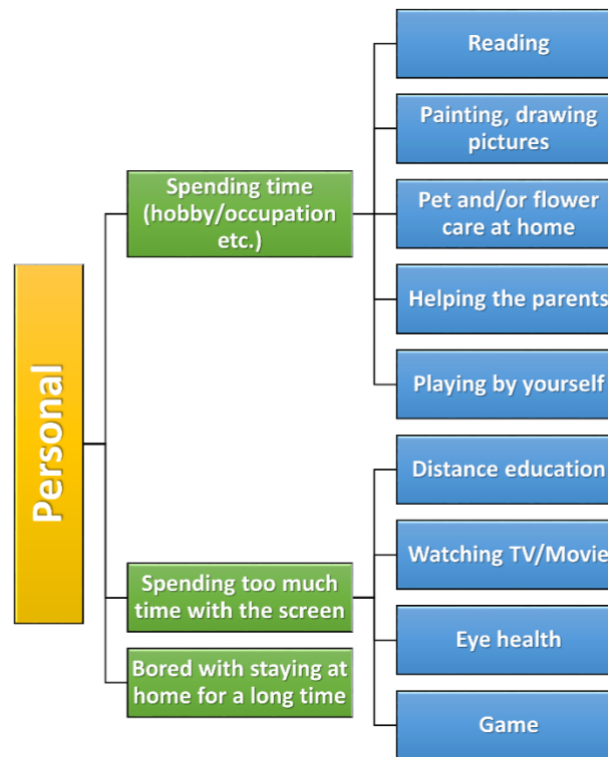 Personal
Spending time
(hobby/occupation
etc.)
Reading
Painting, drawing
pictures
Pet and/or flower
care at home
Helping the parents
Playing by yourself
Spending too much
time with the screen
Distance education
Watching TV/Movie
Eye health
Game
Bored with staying at
home for a long time